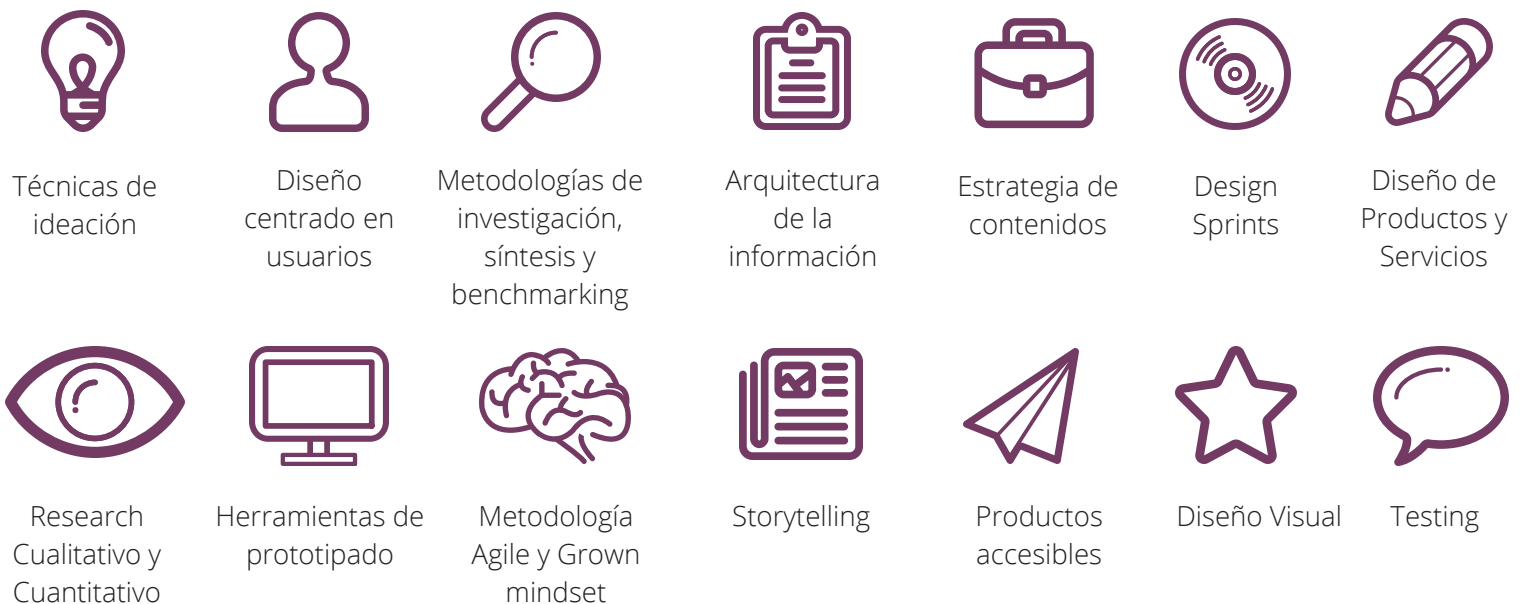 Técnicas de
ideación
Diseño
centrado en
usuarios
Metodologías de
investigación,
síntesis y
benchmarking
Arquitectura
de la
información
Estrategia de
contenidos
Design
Sprints
Diseño de
Productos y
Servicios
Research
Cualitativo y
Cuantitativo
Herramientas de
prototipado
Metodología
Agile y Grown
mindset
Storytelling
Productos
accesibles
Diseño Visual
Testing